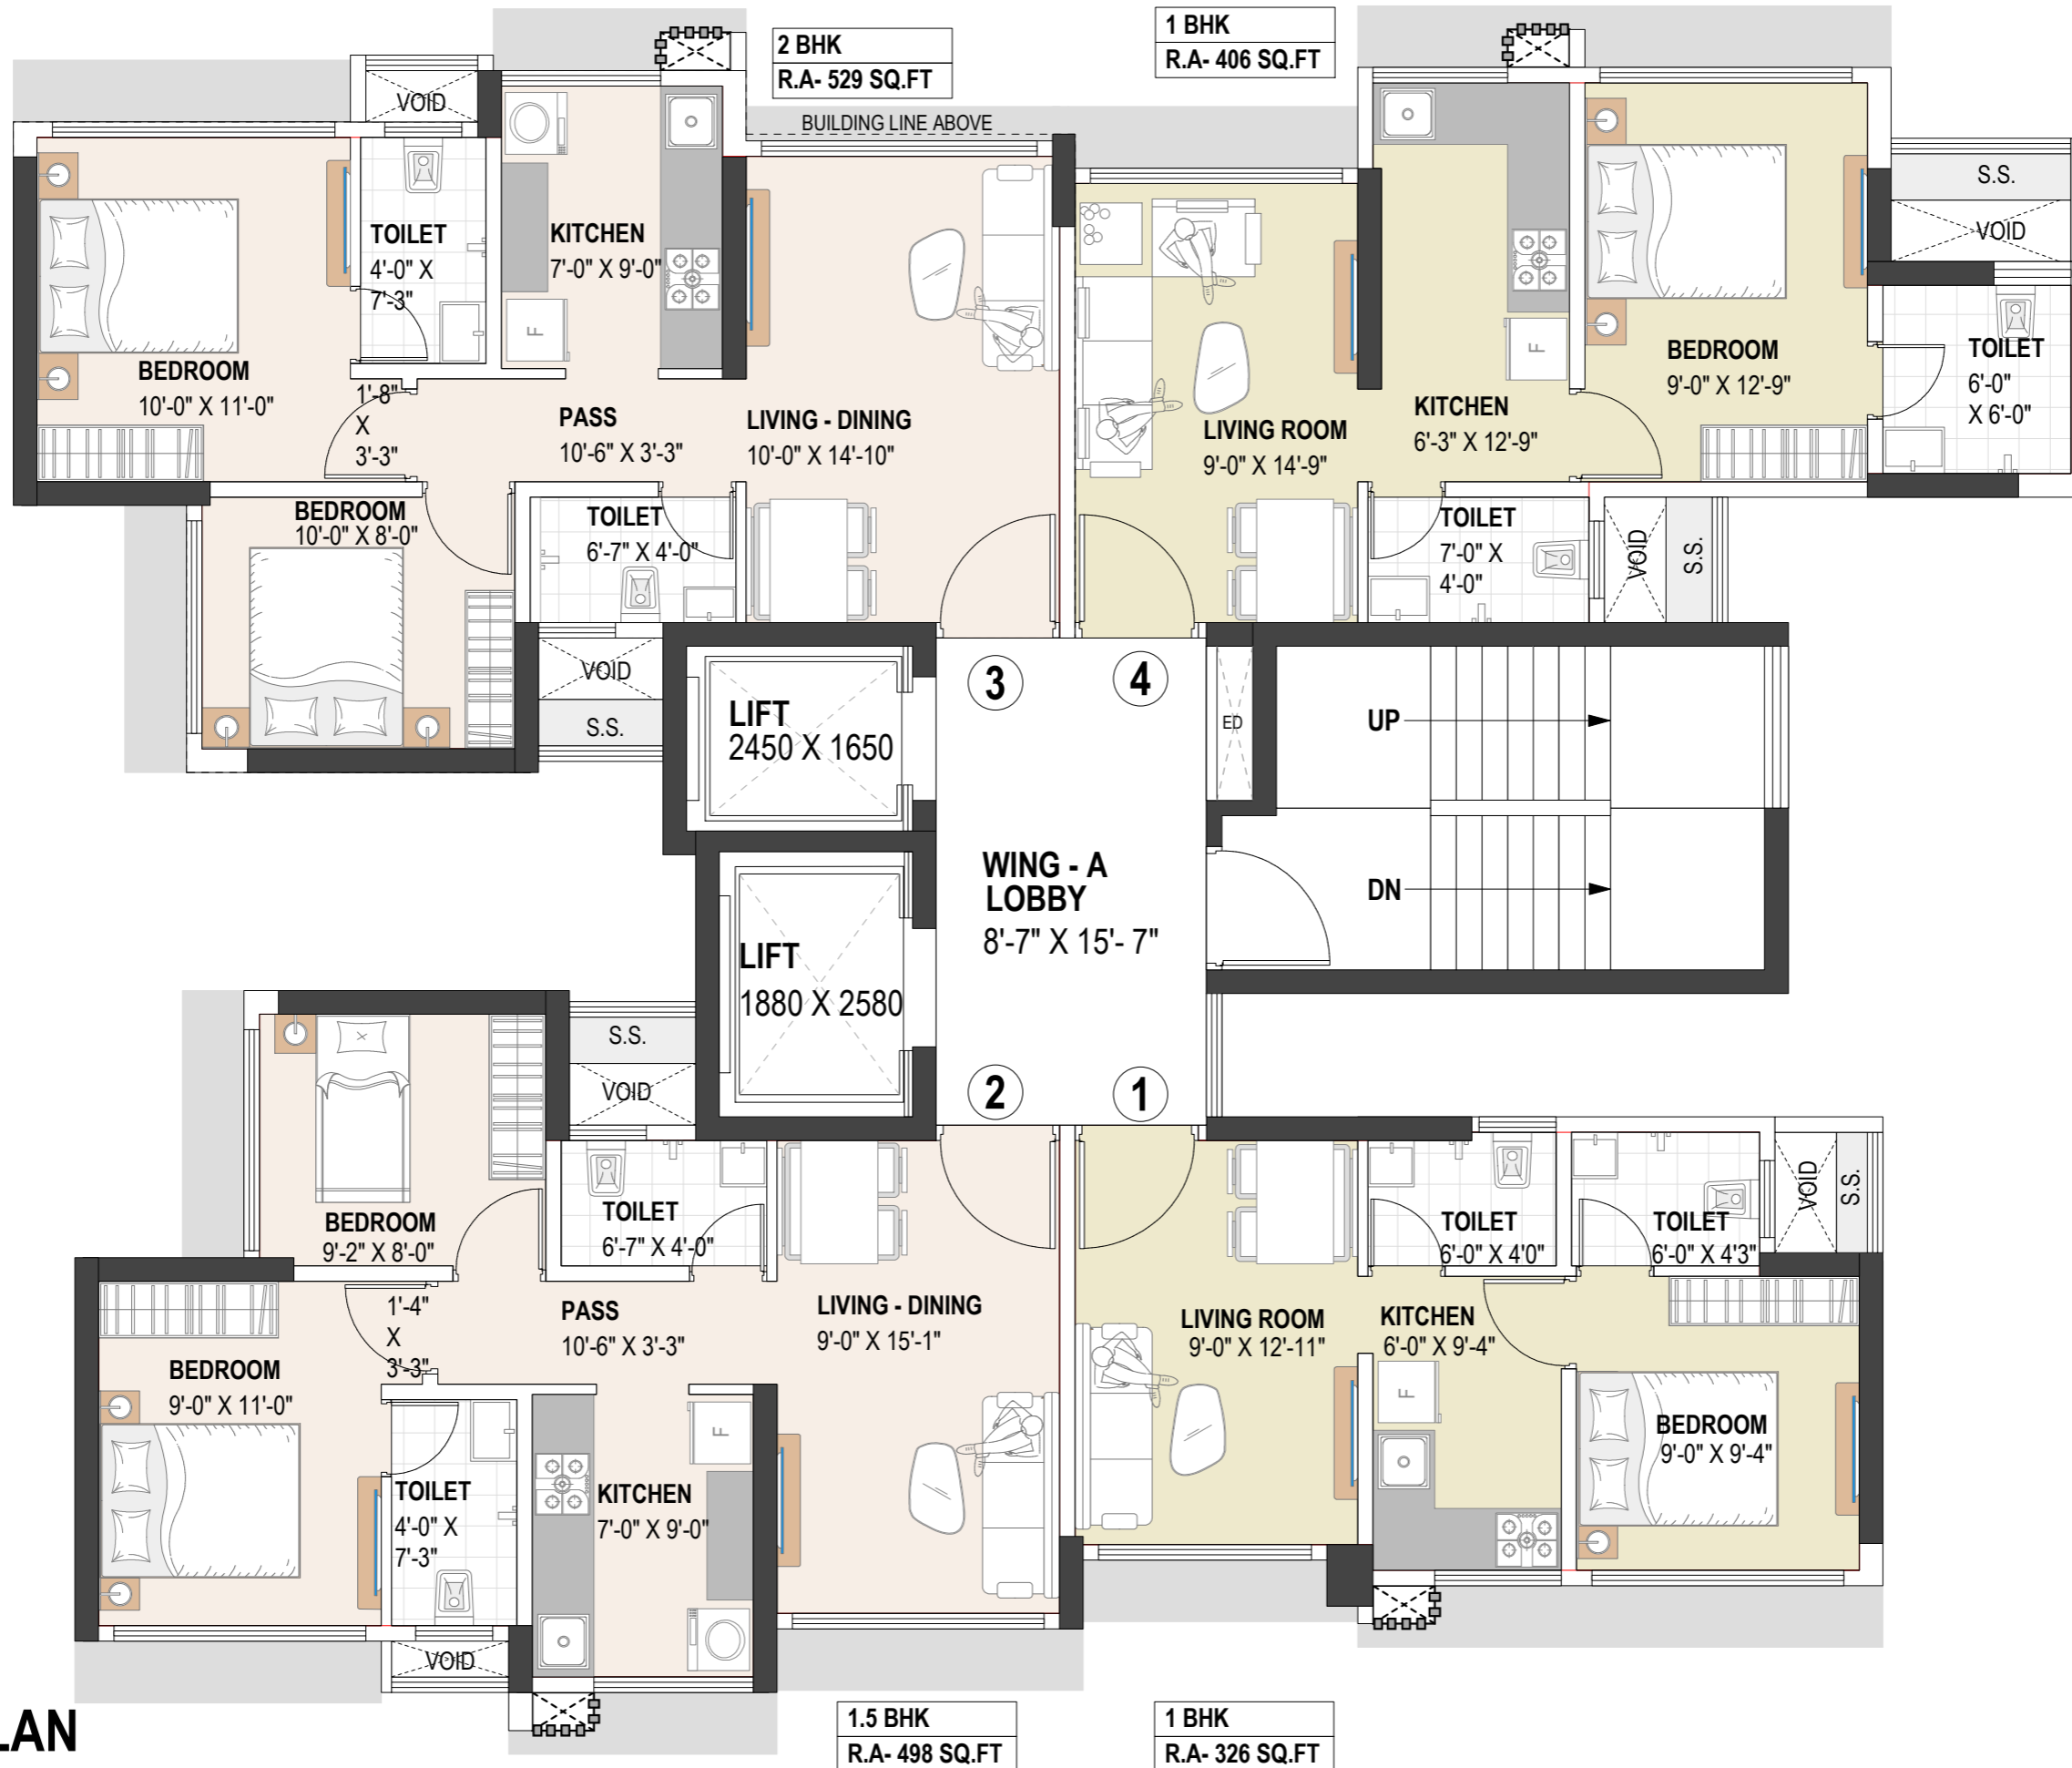 2 BHK
R.A- 529 SQ.FT
1 BHK
R.A- 406 SQ.FT
BUILDING LINE ABOVE
VOID
TOILET
4'-0" X
7'-3"
KITCHEN
7'-0" X 9'-0"
F
BEDROOM
10'-0" X 11'-0"
1'-8"
X
3'-3"
PASS
10'-6" X 3'-3"
LIVING - DINING
10'-0" X 14'-10"
BEDROOM
10'-0" X 8'-0"
TOILET
6'-7" X 4'-0"
VOID
S.S.
LIVING ROOM
9'-0" X 14'-9"
KITCHEN
6'-3" X 12'-9"
F
BEDROOM
9'-0" X 12'-9"
S.S.
VOID
TOILET
6'-0"
X 6'-0"
TOILET
7'-0" X
4'-0"
VOID
S.S.
3
4
LIFT
2450 X 1650
ED
UP
DN
WING - A
LOBBY
8'-7" X 15'- 7"
LIFT
1880 X 2580
2
1
S.S.
VOID
BEDROOM
9'-2" X 8'-0"
TOILET
6'-7" X 4'-0"
1'-4"
X
3'-3"
PASS
10'-6" X 3'-3"
LIVING - DINING
9'-0" X 15'-1"
BEDROOM
9'-0" X 11'-0"
TOILET
4'-0" X
7'-3"
KITCHEN
7'-0" X 9'-0"
F
VOID
TOILET
6'-0" X 4'0"
TOILET
6'-0" X 4'3"
VOID
S.S.
LIVING ROOM
9'-0" X 12'-11"
KITCHEN
6'-0" X 9'-4"
F
BEDROOM
9'-0" X 9'-4"
LAN
1.5 BHK
R.A- 498 SQ.FT
1 BHK
R.A- 326 SQ.FT